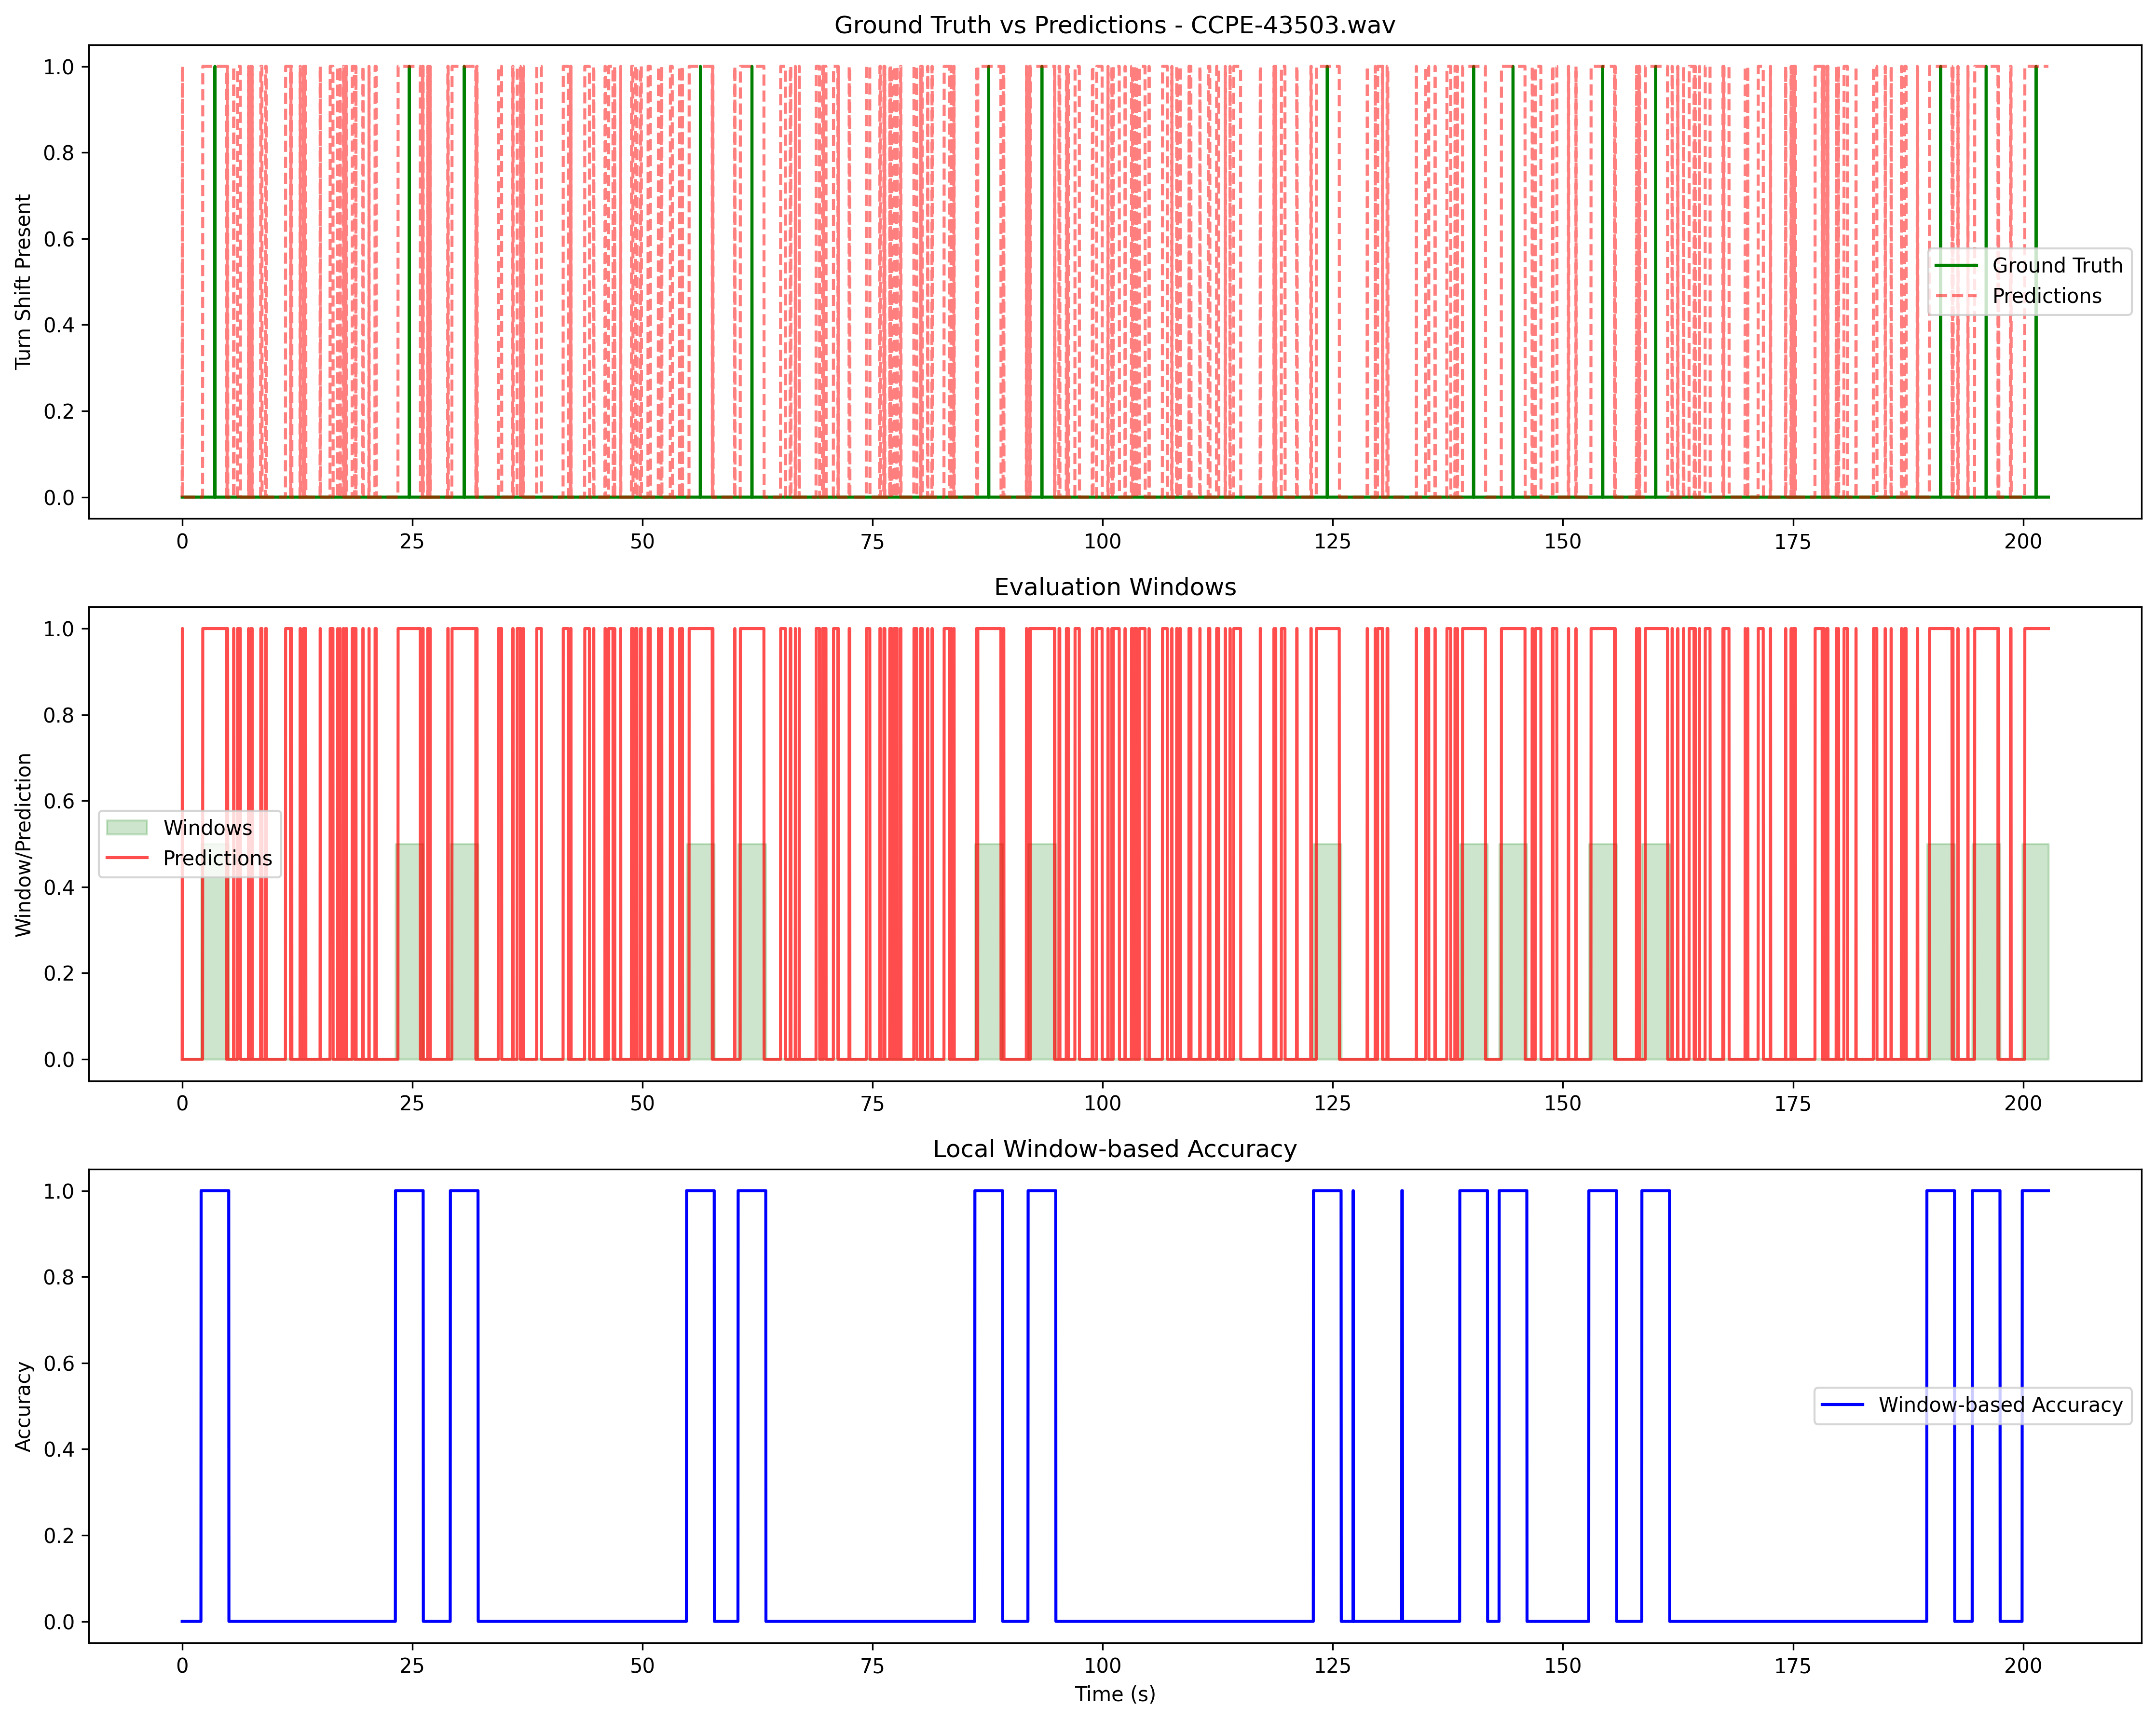 Ground Truth vs Predictions - CCPE-43503.wav
1.0
0.8
0.6
0.4
0.2
0.0
Turn Shift Present
Ground Truth
Predictions
0 25 50 75 100 125 150 175 200
Evaluation Windows
1.0
0.8
0.6
0.4
0.2
0.0
Window/Prediction
Windows
Predictions
0 25 50 75 100 125 150 175 200
Local Window-based Accuracy
1.0
0.8
0.6
0.4
0.2
0.0
Accuracy
Window-based Accuracy
0 25 50 75 100 125 150 175 200
Time (s)